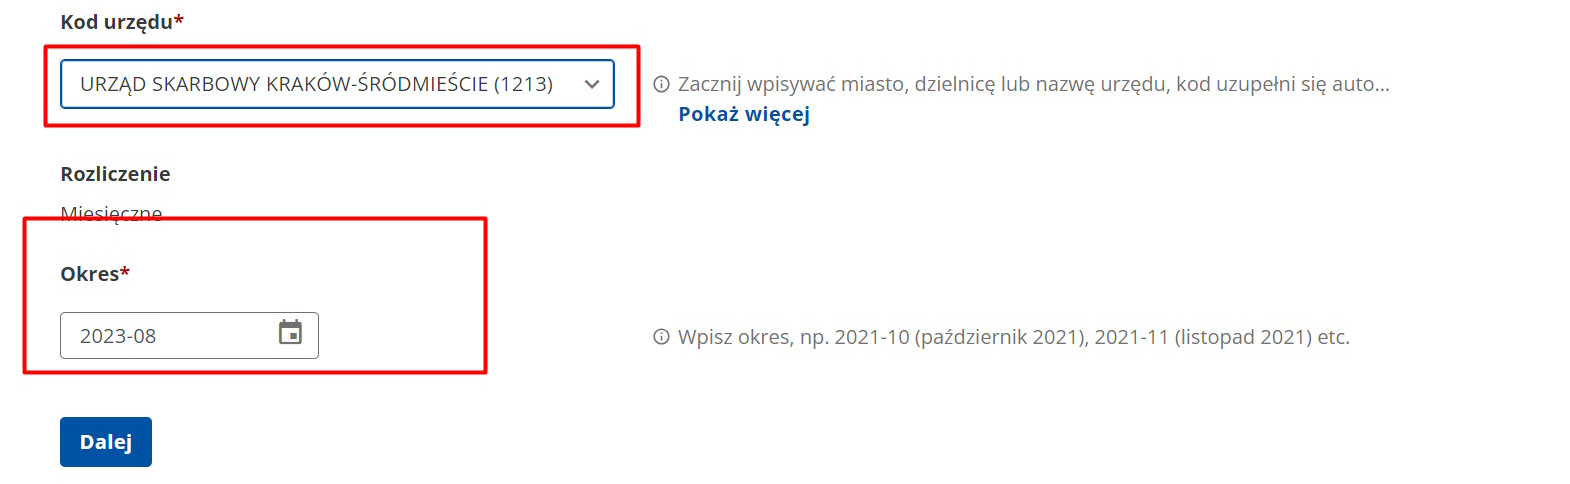 Kod urzędu*
URZĄD SKARBOWY KRAKÓW-ŚRÓDMIEŚCIE (1213)
Zacznij wpisywać miasto, dzielnicę lub nazwę urzędu, kod uzupełni się auto...
Pokaż więcej
Rozliczenie
Miesięczne
Okres*
2023-08
Wpisz okres, np. 2021-10 (październik 2021), 2021-11 (listopad 2021) etc.
Dalej